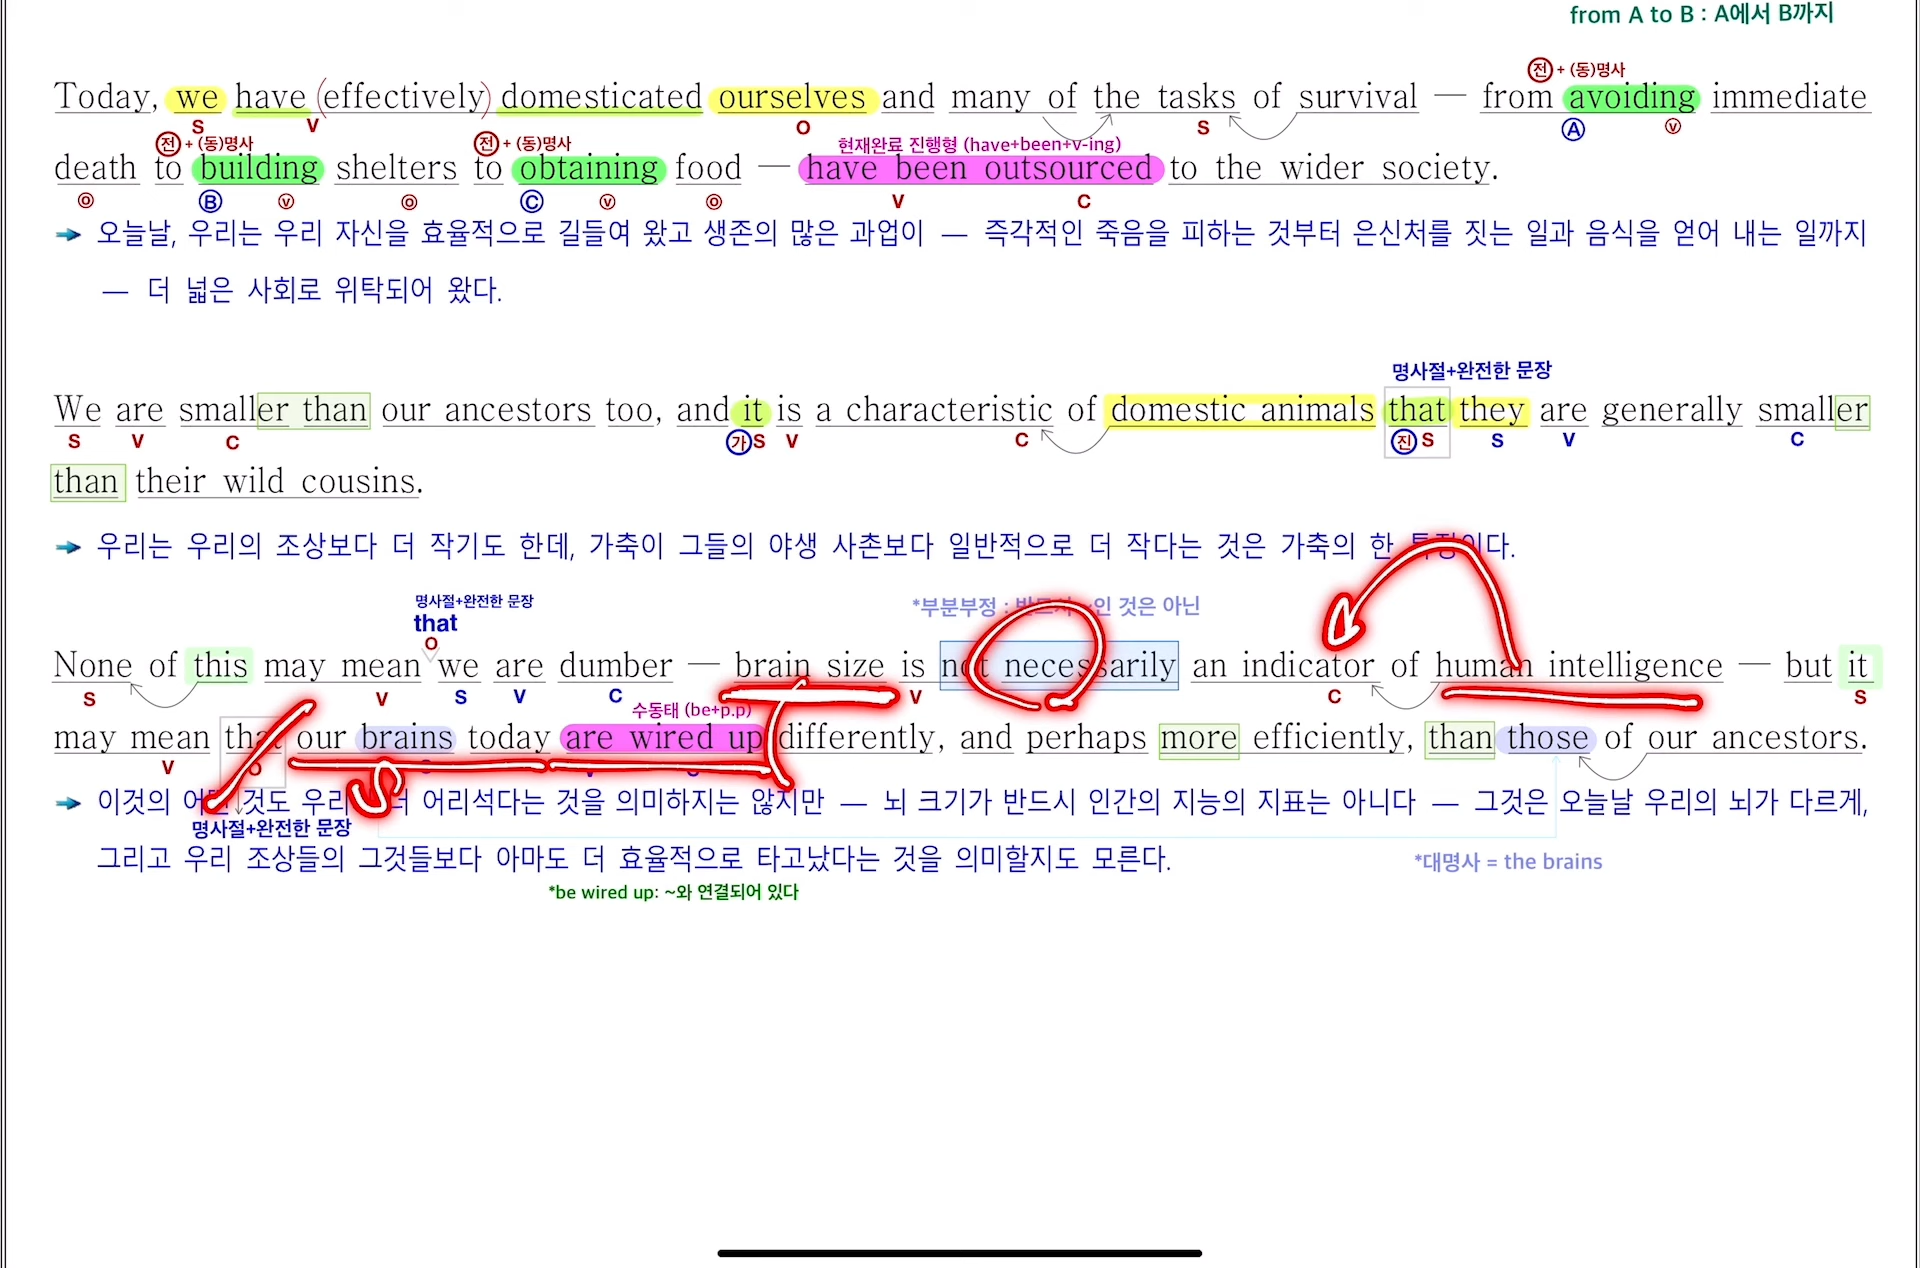 from A to B : A에서 B까지
전 + (동)명사
Today, we have (effectively) domesticated ourselves and many of the tasks of survival — from avoiding immediate
S V O S A v
전 + (동)명사 전 + (동)명사 현재완료 진행형 (have+been+v-ing)
death to building shelters to obtaining food — have been outsourced to the wider society.
o B v o C v o V C
➡ 오늘날, 우리는 우리 자신을 효율적으로 길들여 왔고 생존의 많은 과업이 — 즉각적인 죽음을 피하는 것부터 은신처를 짓는 일과 음식을 얻어 내는 일까지
— 더 넓은 사회로 위탁되어 왔다.
명사절+완전한 문장
We are smaller than our ancestors too, and it is a characteristic of domestic animals that they are generally smaller
S V C 가 S V C 진 S S V C
than their wild cousins.
➡ 우리는 우리의 조상보다 더 작기도 한데, 가축이 그들의 야생 사촌보다 일반적으로 더 작다는 것은 가축의 한 특징이다.
명사절+완전한 문장 *부분부정 : 반드시 ~인 것은 아닌
that
O
None of this may mean we are dumber — brain size is not necessarily an indicator of human intelligence — but it
S V S V C V C S
수동태 (be+p.p)
may mean that our brains today are wired up differently, and perhaps more efficiently, than those of our ancestors.
V O S
➡ 이것의 어떤 것도 우리가 더 어리석다는 것을 의미하지는 않지만 — 뇌 크기가 반드시 인간의 지능의 지표는 아니다 — 그것은 오늘날 우리의 뇌가 다르게,
명사절+완전한 문장
그리고 우리 조상들의 그것들보다 아마도 더 효율적으로 타고났다는 것을 의미할지도 모른다.
*대명사 = the brains
*be wired up: ~와 연결되어 있다